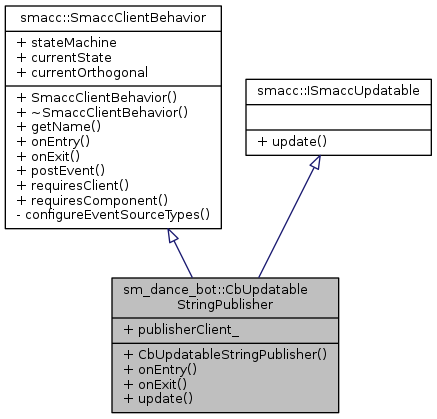 smacc::SmaccClientBehavior
+ stateMachine
+ currentState
+ currentOrthogonal
+ SmaccClientBehavior()
+ ~SmaccClientBehavior()
+ getName()
+ onEntry()
+ onExit()
+ postEvent()
+ requiresClient()
+ requiresComponent()
- configureEventSourceTypes()
smacc::ISmaccUpdatable
+ update()
sm_dance_bot::CbUpdatable
StringPublisher
+ publisherClient_
+ CbUpdatableStringPublisher()
+ onEntry()
+ onExit()
+ update()